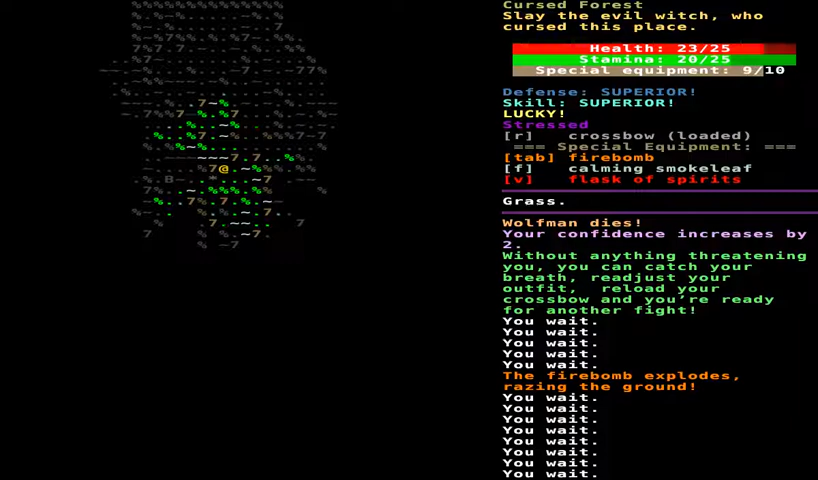 Cursed Forest
Slay the evil witch, who
cursed this place.
Health: 23/25
Stamina: 20/25
Special equipment: 9/10
Defense: SUPERIOR!
Skill: SUPERIOR!
LUCKY!
Stressed
[r] crossbow (loaded)
=== Special Equipment: ===
[tab] firebomb
[f] calming smokeleaf
[v] flask of spirits
Grass.
Wolfman dies!
Your confidence increases by
2.
Without anything threatening
you, you can catch your
breath, readjust your
outfit, reload your
crossbow and you're ready
for another fight!
You wait.
You wait.
You wait.
You wait.
You wait.
The firebomb explodes,
razing the ground!
You wait.
You wait.
You wait.
You wait.
You wait.
You wait.
You wait.
You wait.